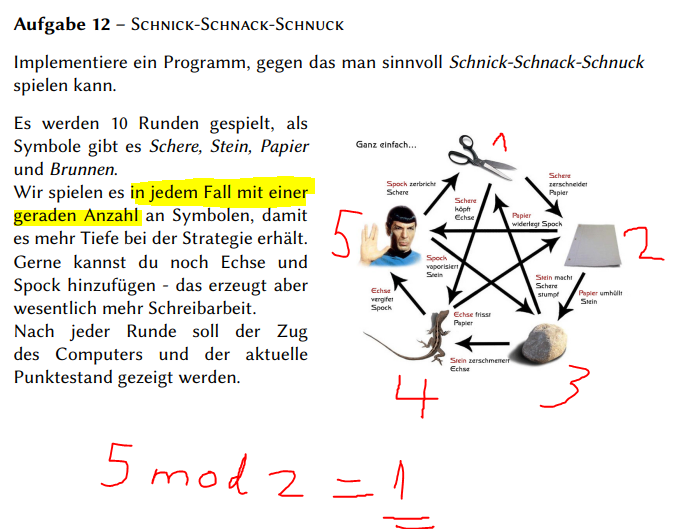 Aufgabe 12 – Schnick-Schnack-Schnuck
Implementiere ein Programm, gegen das man sinnvoll Schnick-Schnack-Schnuck
spielen kann.
Es werden 10 Runden gespielt, als
Symbole gibt es Schere, Stein, Papier
und Brunnen.
Wir spielen es in jedem Fall mit einer
geraden Anzahl an Symbolen, damit
es mehr Tiefe bei der Strategie erhält.
Gerne kannst du noch Echse und
Spock hinzufügen - das erzeugt aber
wesentlich mehr Schreibarbeit.
Nach jeder Runde soll der Zug
des Computers und der aktuelle
Punktestand gezeigt werden.
Ganz einfach...
1
Spock zerbricht
Schere
Schere
zerschneidet
Papier
Schere
köpft
Echse
Papier
widerlegt Spock
5
2
Spock
vaporisiert
Stein
Stein macht
Schere
stumpf
Papier umhüllt
Stein
Echse
vergiftet
Spock
Echse frisst
Papier
Stein zerschmettert
Echse
4
3
5 mod 2 = 1